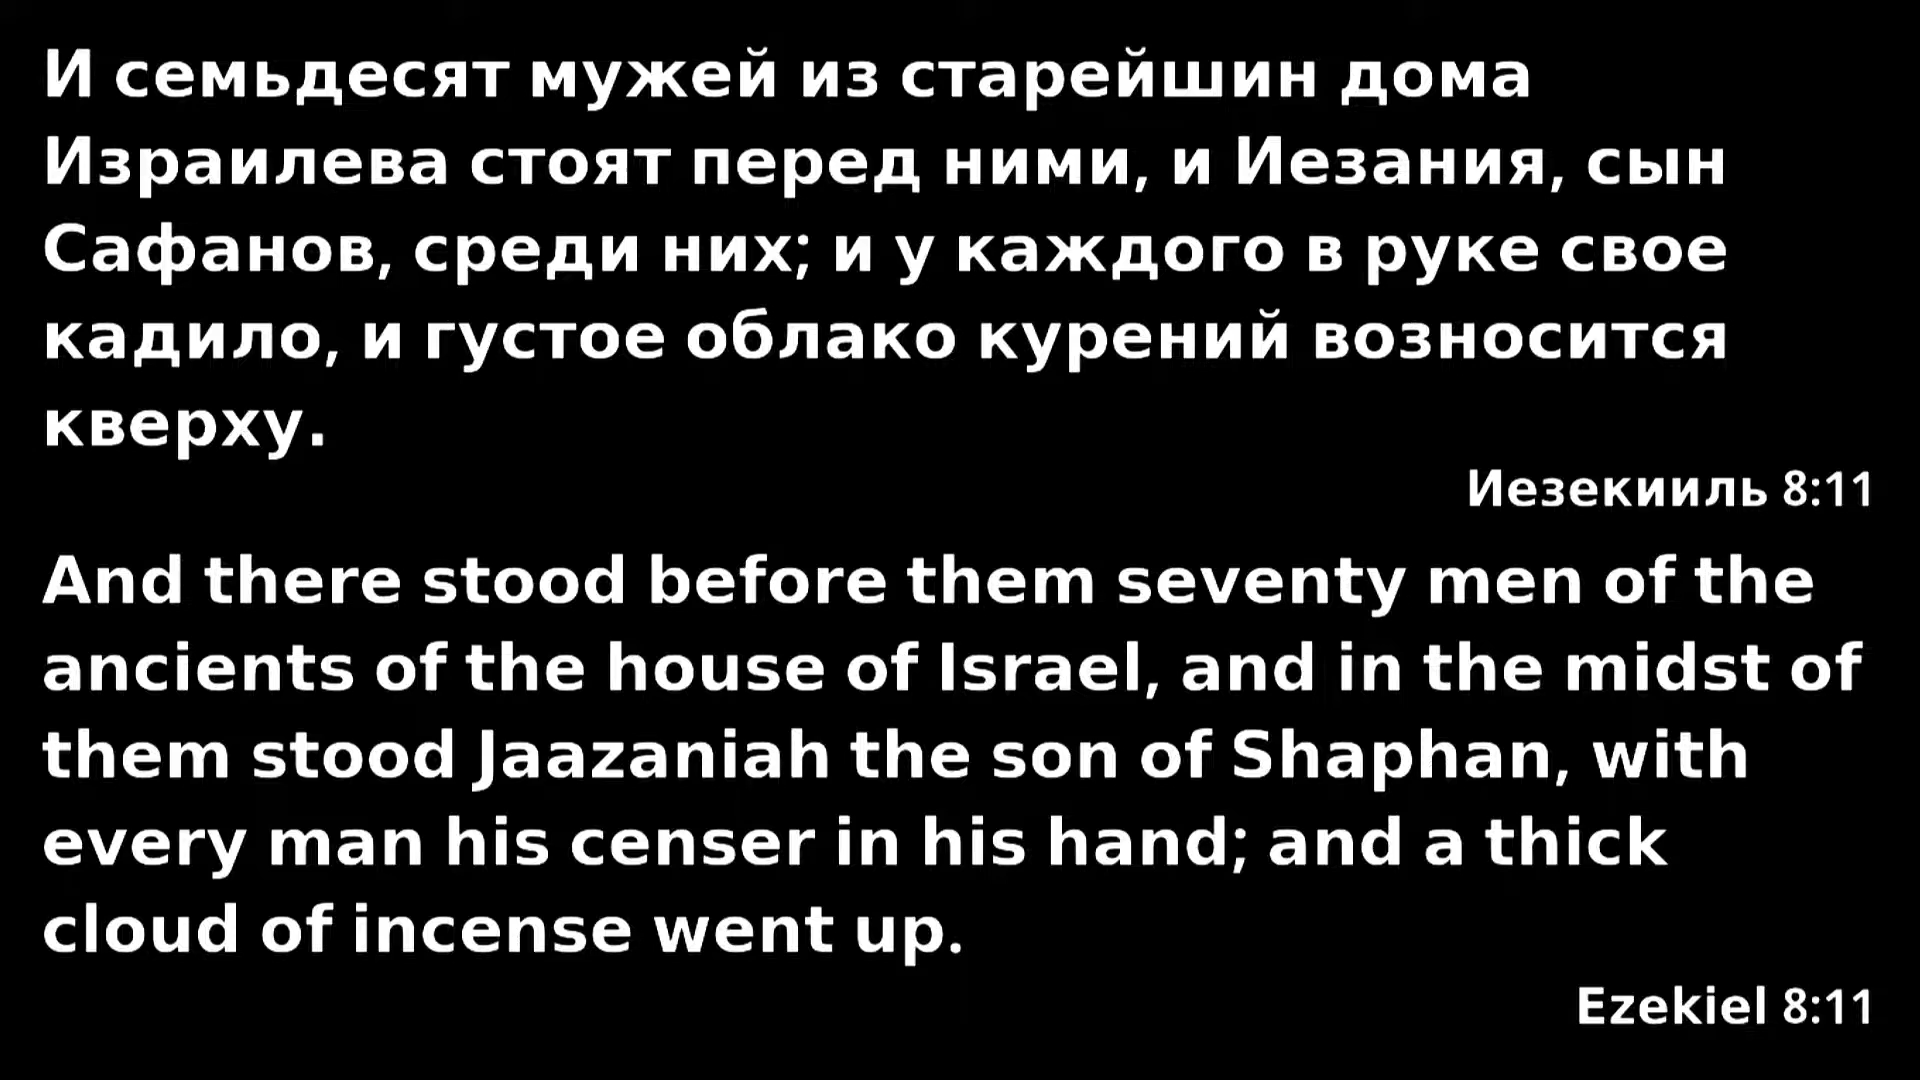 И семьдесят мужей из старейшин дома
Израилева стоят перед ними, и Иезания, сын
Сафанов, среди них; и у каждого в руке свое
кадило, и густое облако курений возносится
кверху.
Иезекииль 8:11
And there stood before them seventy men of the
ancients of the house of Israel, and in the midst of
them stood Jaazaniah the son of Shaphan, with
every man his censer in his hand; and a thick
cloud of incense went up.
Ezekiel 8:11